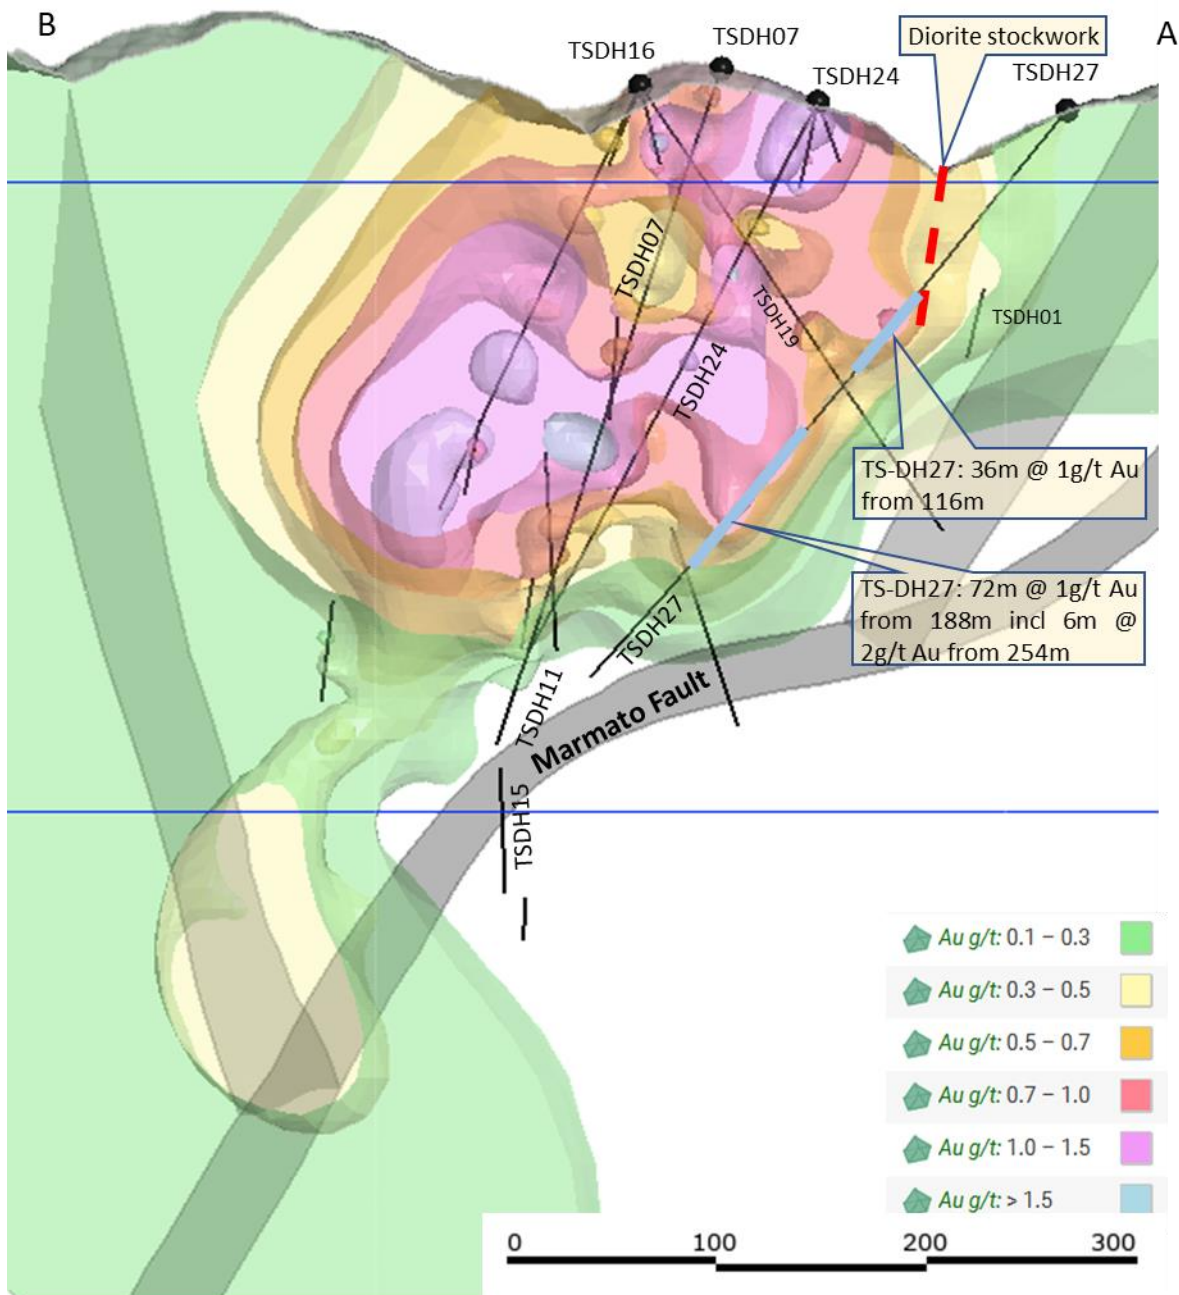 B
A
Diorite stockwork
TSDH16
TSDH07
TSDH24
TSDH27
TSDH07
TSDH24
TSDH19
TSDH01
TS-DH27: 36m @ 1g/t Au
from 116m
TS-DH27: 72m @ 1g/t Au
from 188m incl 6m @
2g/t Au from 254m
TSDH27
TSDH11
Marmato Fault
TSDH15
Au g/t: 0.1 – 0.3
Au g/t: 0.3 – 0.5
Au g/t: 0.5 – 0.7
Au g/t: 0.7 – 1.0
Au g/t: 1.0 – 1.5
Au g/t: > 1.5
0 100 200 300